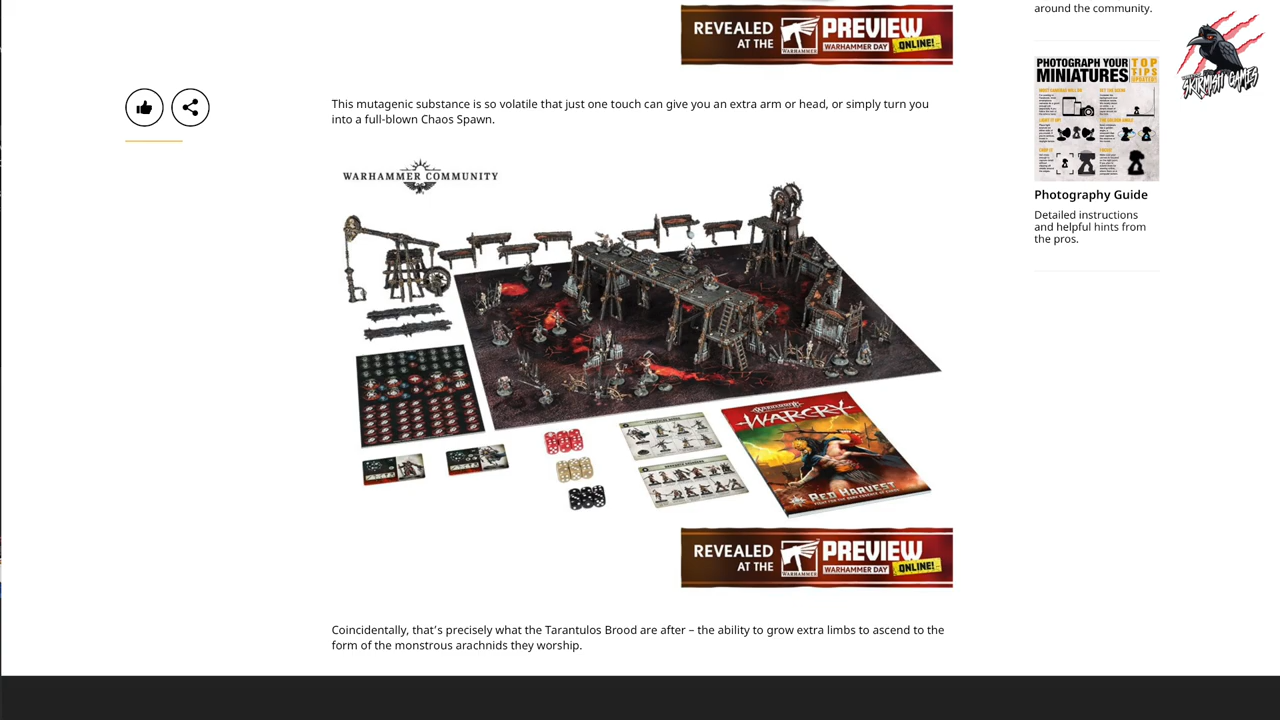 around the community.
REVEALED
AT THE
WARHAMMER
PREVIEW
WARHAMMER DAY
ONLINE!
SKIRMISH GAMES
PHOTOGRAPH YOUR
MINIATURES
TOP
TIPS
This mutagenic substance is so volatile that just one touch can give you an extra arm or head, or simply turn you
into a full-blown Chaos Spawn.
WARHAMMER COMMUNITY
Photography Guide
Detailed instructions
and helpful hints from
the pros.
WARCRY
RED HARVEST
REVEALED
AT THE
WARHAMMER
PREVIEW
WARHAMMER DAY
ONLINE!
Coincidentally, that's precisely what the Tarantulos Brood are after – the ability to grow extra limbs to ascend to the
form of the monstrous arachnids they worship.